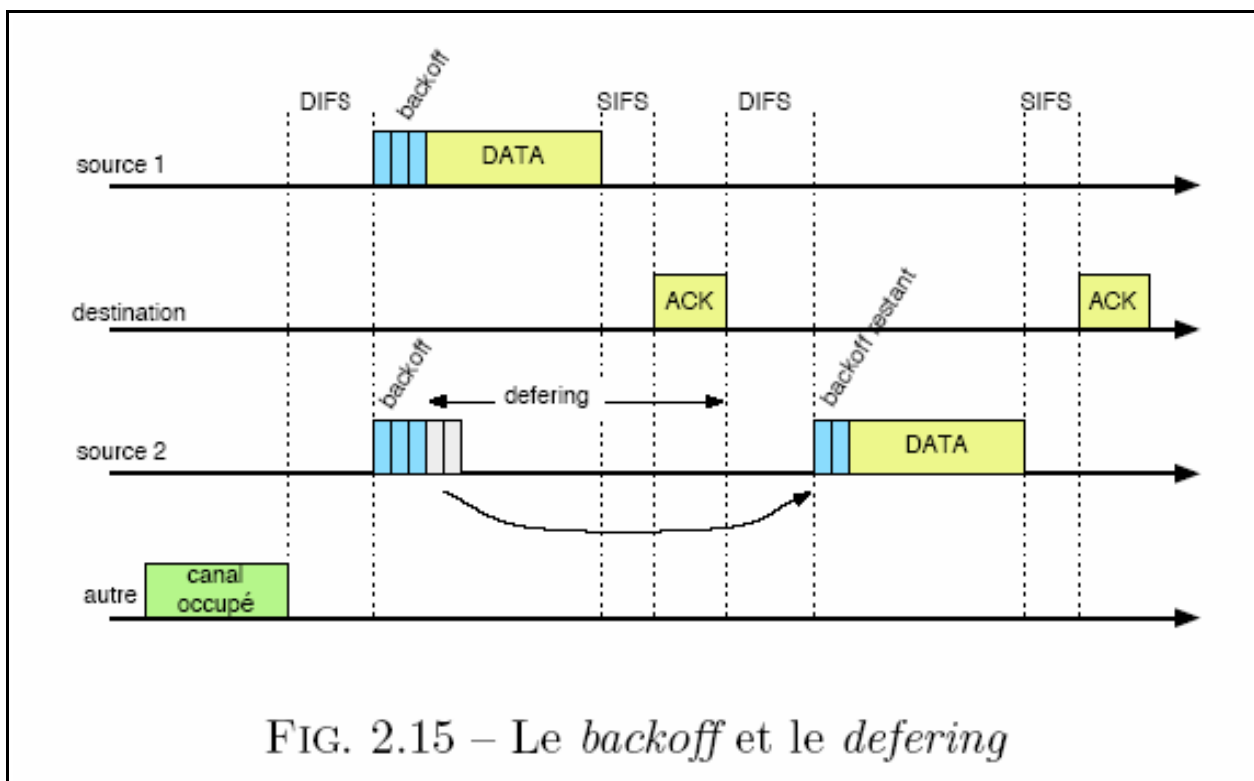 backoff
DIFS SIFS DIFS SIFS
source 1 DATA
destination ACK ACK
backoff backoff restant
defering
source 2 DATA
autre canal
occupé
FIG. 2.15 – Le backoff et le defering